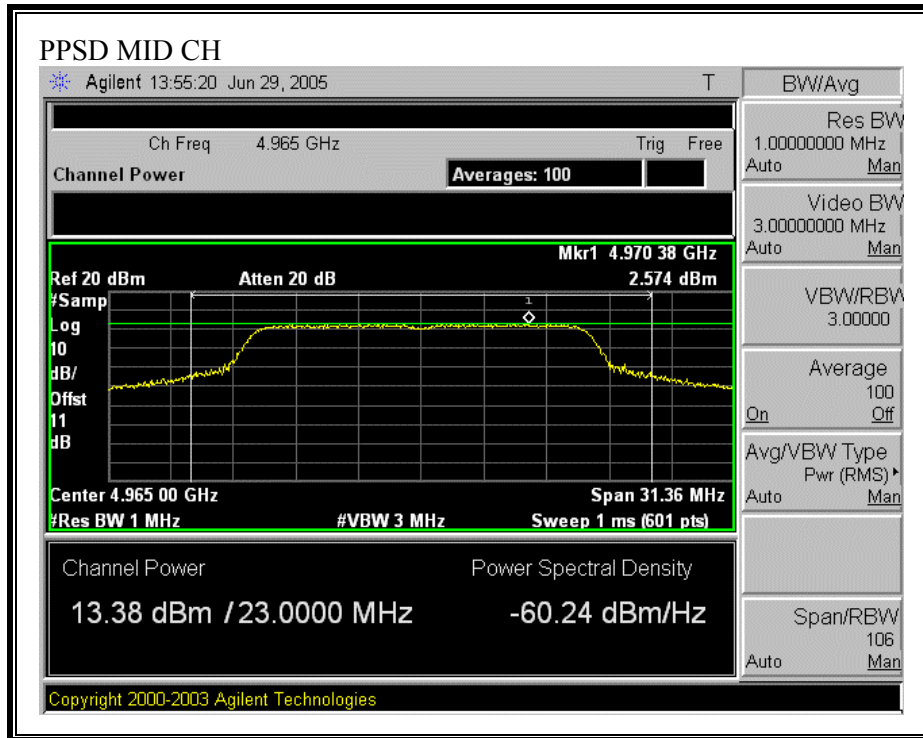 PPSD MID CH
Agilent 13:55:20 Jun 29, 2005 T
BW/Avg
Ch Freq 4.965 GHz Trig Free
Channel Power Averages: 100
Mkr1 4.970 38 GHz
Ref 20 dBm Atten 20 dB 2.574 dBm
#Samp
Log
10
dB/
Offst
11
dB
1
Center 4.965 00 GHz Span 31.36 MHz
#Res BW 1 MHz #VBW 3 MHz Sweep 1 ms (601 pts)
Channel Power Power Spectral Density
13.38 dBm / 23.0000 MHz -60.24 dBm/Hz
Copyright 2000-2003 Agilent Technologies
Res BW
1.00000000 MHz
Auto Man
Video BW
3.00000000 MHz
Auto Man
VBW/RBW
3.00000
Average
100
On Off
Avg/VBW Type
Pwr (RMS)
Auto Man
Span/RBW
106
Auto Man